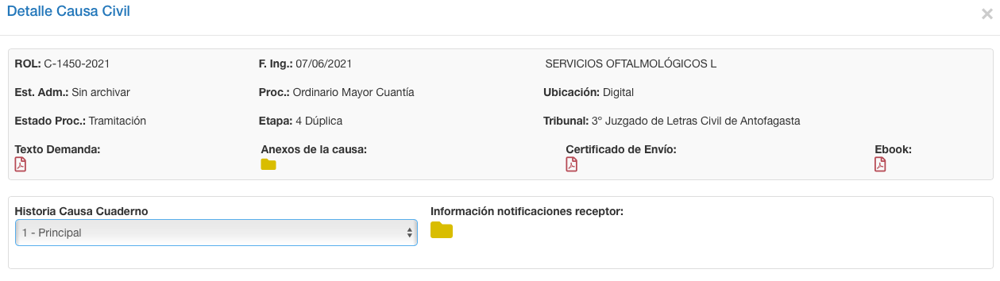 Detalle Causa Civil
ROL: C-1450-2021 F. Ing.: 07/06/2021 SERVICIOS OFTALMOLÓGICOS L
Est. Adm.: Sin archivar Proc.: Ordinario Mayor Cuantía Ubicación: Digital
Estado Proc.: Tramitación Etapa: 4 Dúplica Tribunal: 3º Juzgado de Letras Civil de Antofagasta
Texto Demanda: Anexos de la causa: Certificado de Envío: Ebook:
Historia Causa Cuaderno Información notificaciones receptor:
1 - Principal